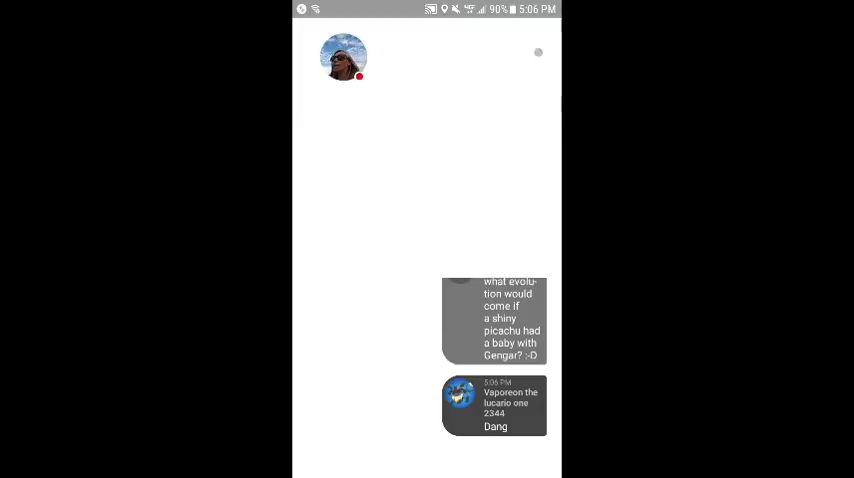 90% 5:06 PM
what evolu-
tion would
come if
a shiny
picachu had
a baby with
Gengar? :-D
5:06 PM
Vaporeon the
lucario one
2344
Dang